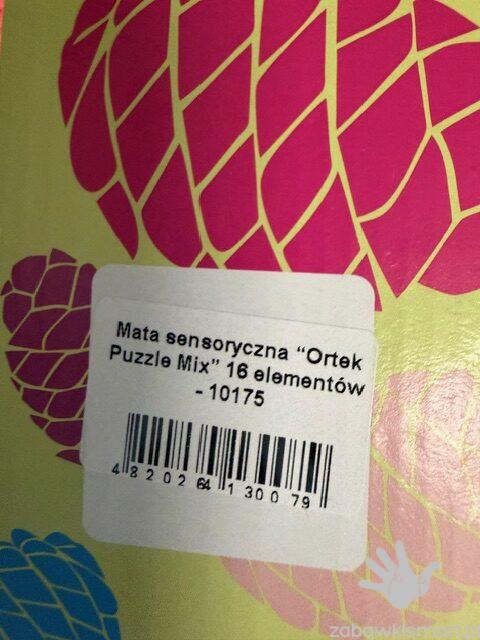 Mata sensoryczna “Ortek
Puzzle Mix” 16 elementów
- 10175
4 820264 130079